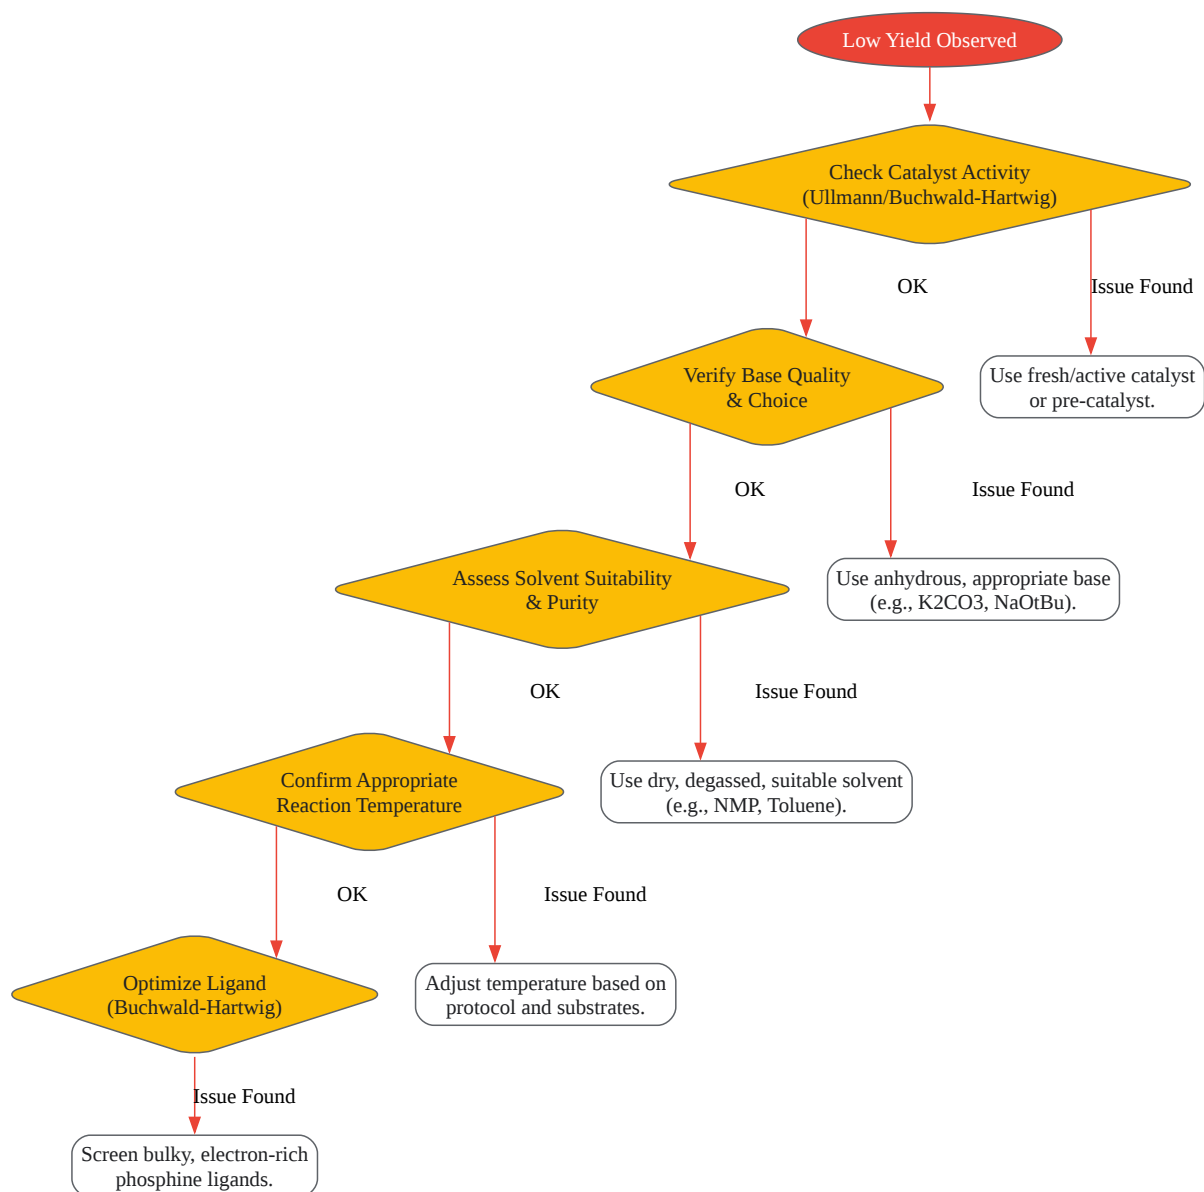 Low Yield Observed
Check Catalyst Activity
(Ullmann/Buchwald-Hartwig)
OK
Issue Found
Verify Base Quality
& Choice
Use fresh/active catalyst
or pre-catalyst.
OK
Issue Found
Assess Solvent Suitability
& Purity
Use anhydrous, appropriate base
(e.g., K2CO3, NaOtBu).
OK
Issue Found
Confirm Appropriate
Reaction Temperature
Use dry, degassed, suitable solvent
(e.g., NMP, Toluene).
OK
Issue Found
Optimize Ligand
(Buchwald-Hartwig)
Adjust temperature based on
protocol and substrates.
Issue Found
Screen bulky, electron-rich
phosphine ligands.